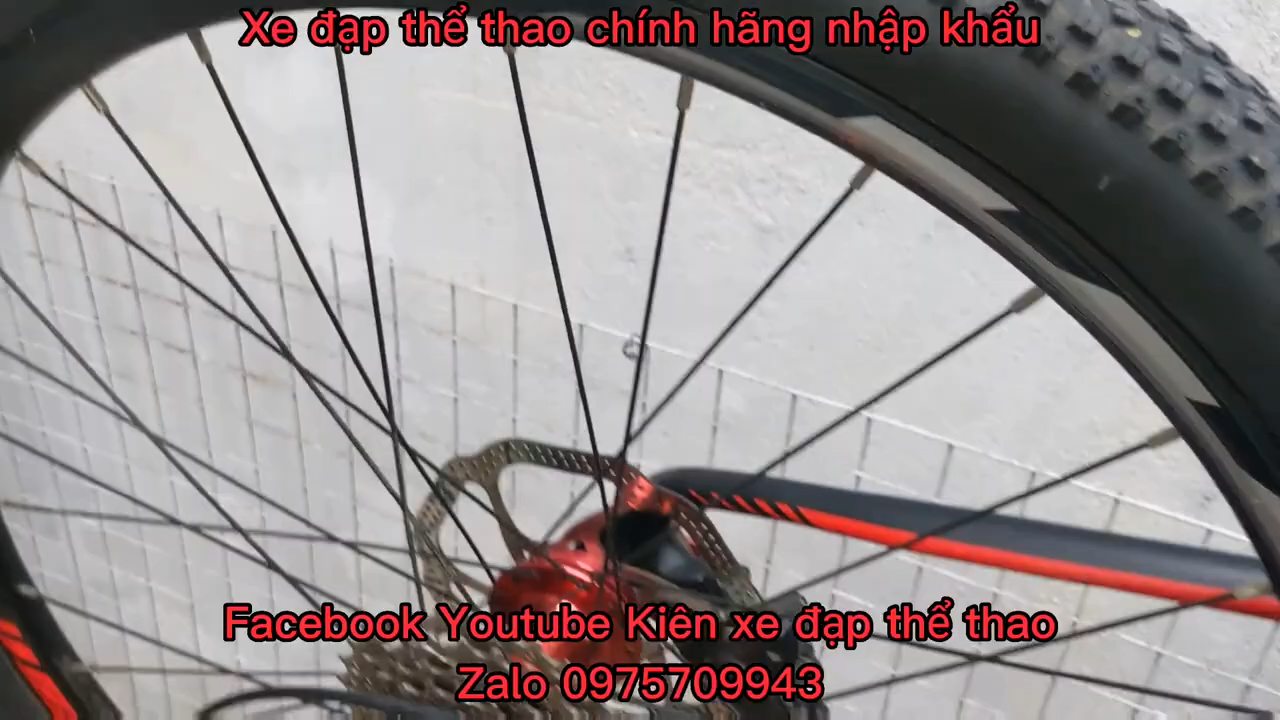 Xe đạp thể thao chính hãng nhập khẩu
Facebook Youtube Kiên xe đạp thể thao
Zalo 0975709943